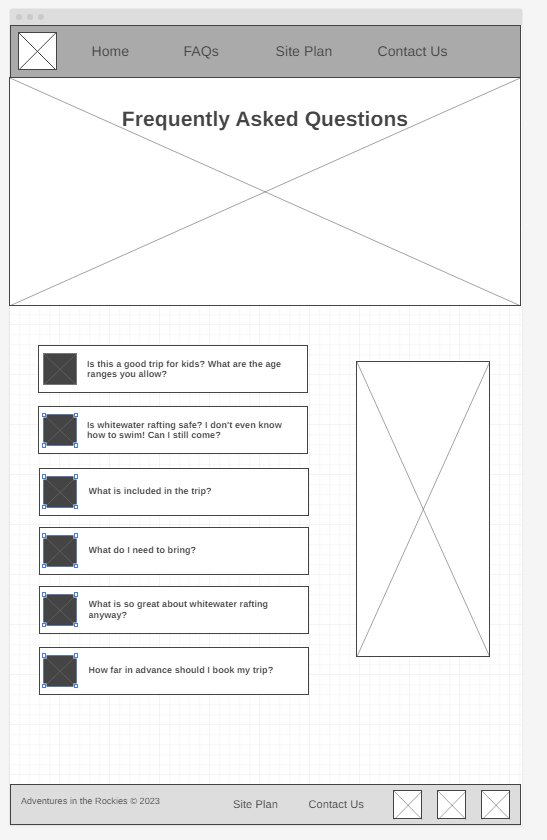 Home FAQs Site Plan Contact Us
Frequently Asked Questions
Is this a good trip for kids? What are the age
ranges you allow?
Is whitewater rafting safe? I don't even know
how to swim! Can I still come?
What is included in the trip?
What do I need to bring?
What is so great about whitewater rafting
anyway?
How far in advance should I book my trip?
Adventures in the Rockies © 2023 Site Plan Contact Us